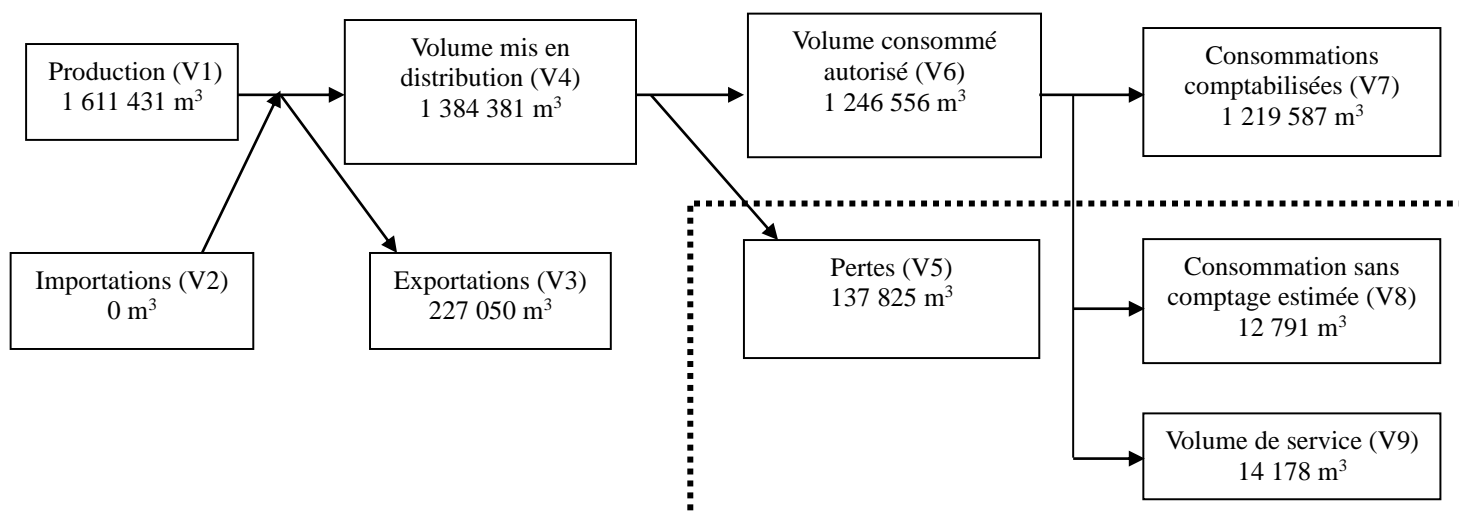 Production (V1)
1 611 431 m³
Volume mis en
distribution (V4)
1 384 381 m³
Volume consommé
autorisé (V6)
1 246 556 m³
Consommations
comptabilisées (V7)
1 219 587 m³
Importations (V2)
0 m³
Exportations (V3)
227 050 m³
Pertes (V5)
137 825 m³
Consommation sans
comptage estimée (V8)
12 791 m³
Volume de service (V9)
14 178 m³